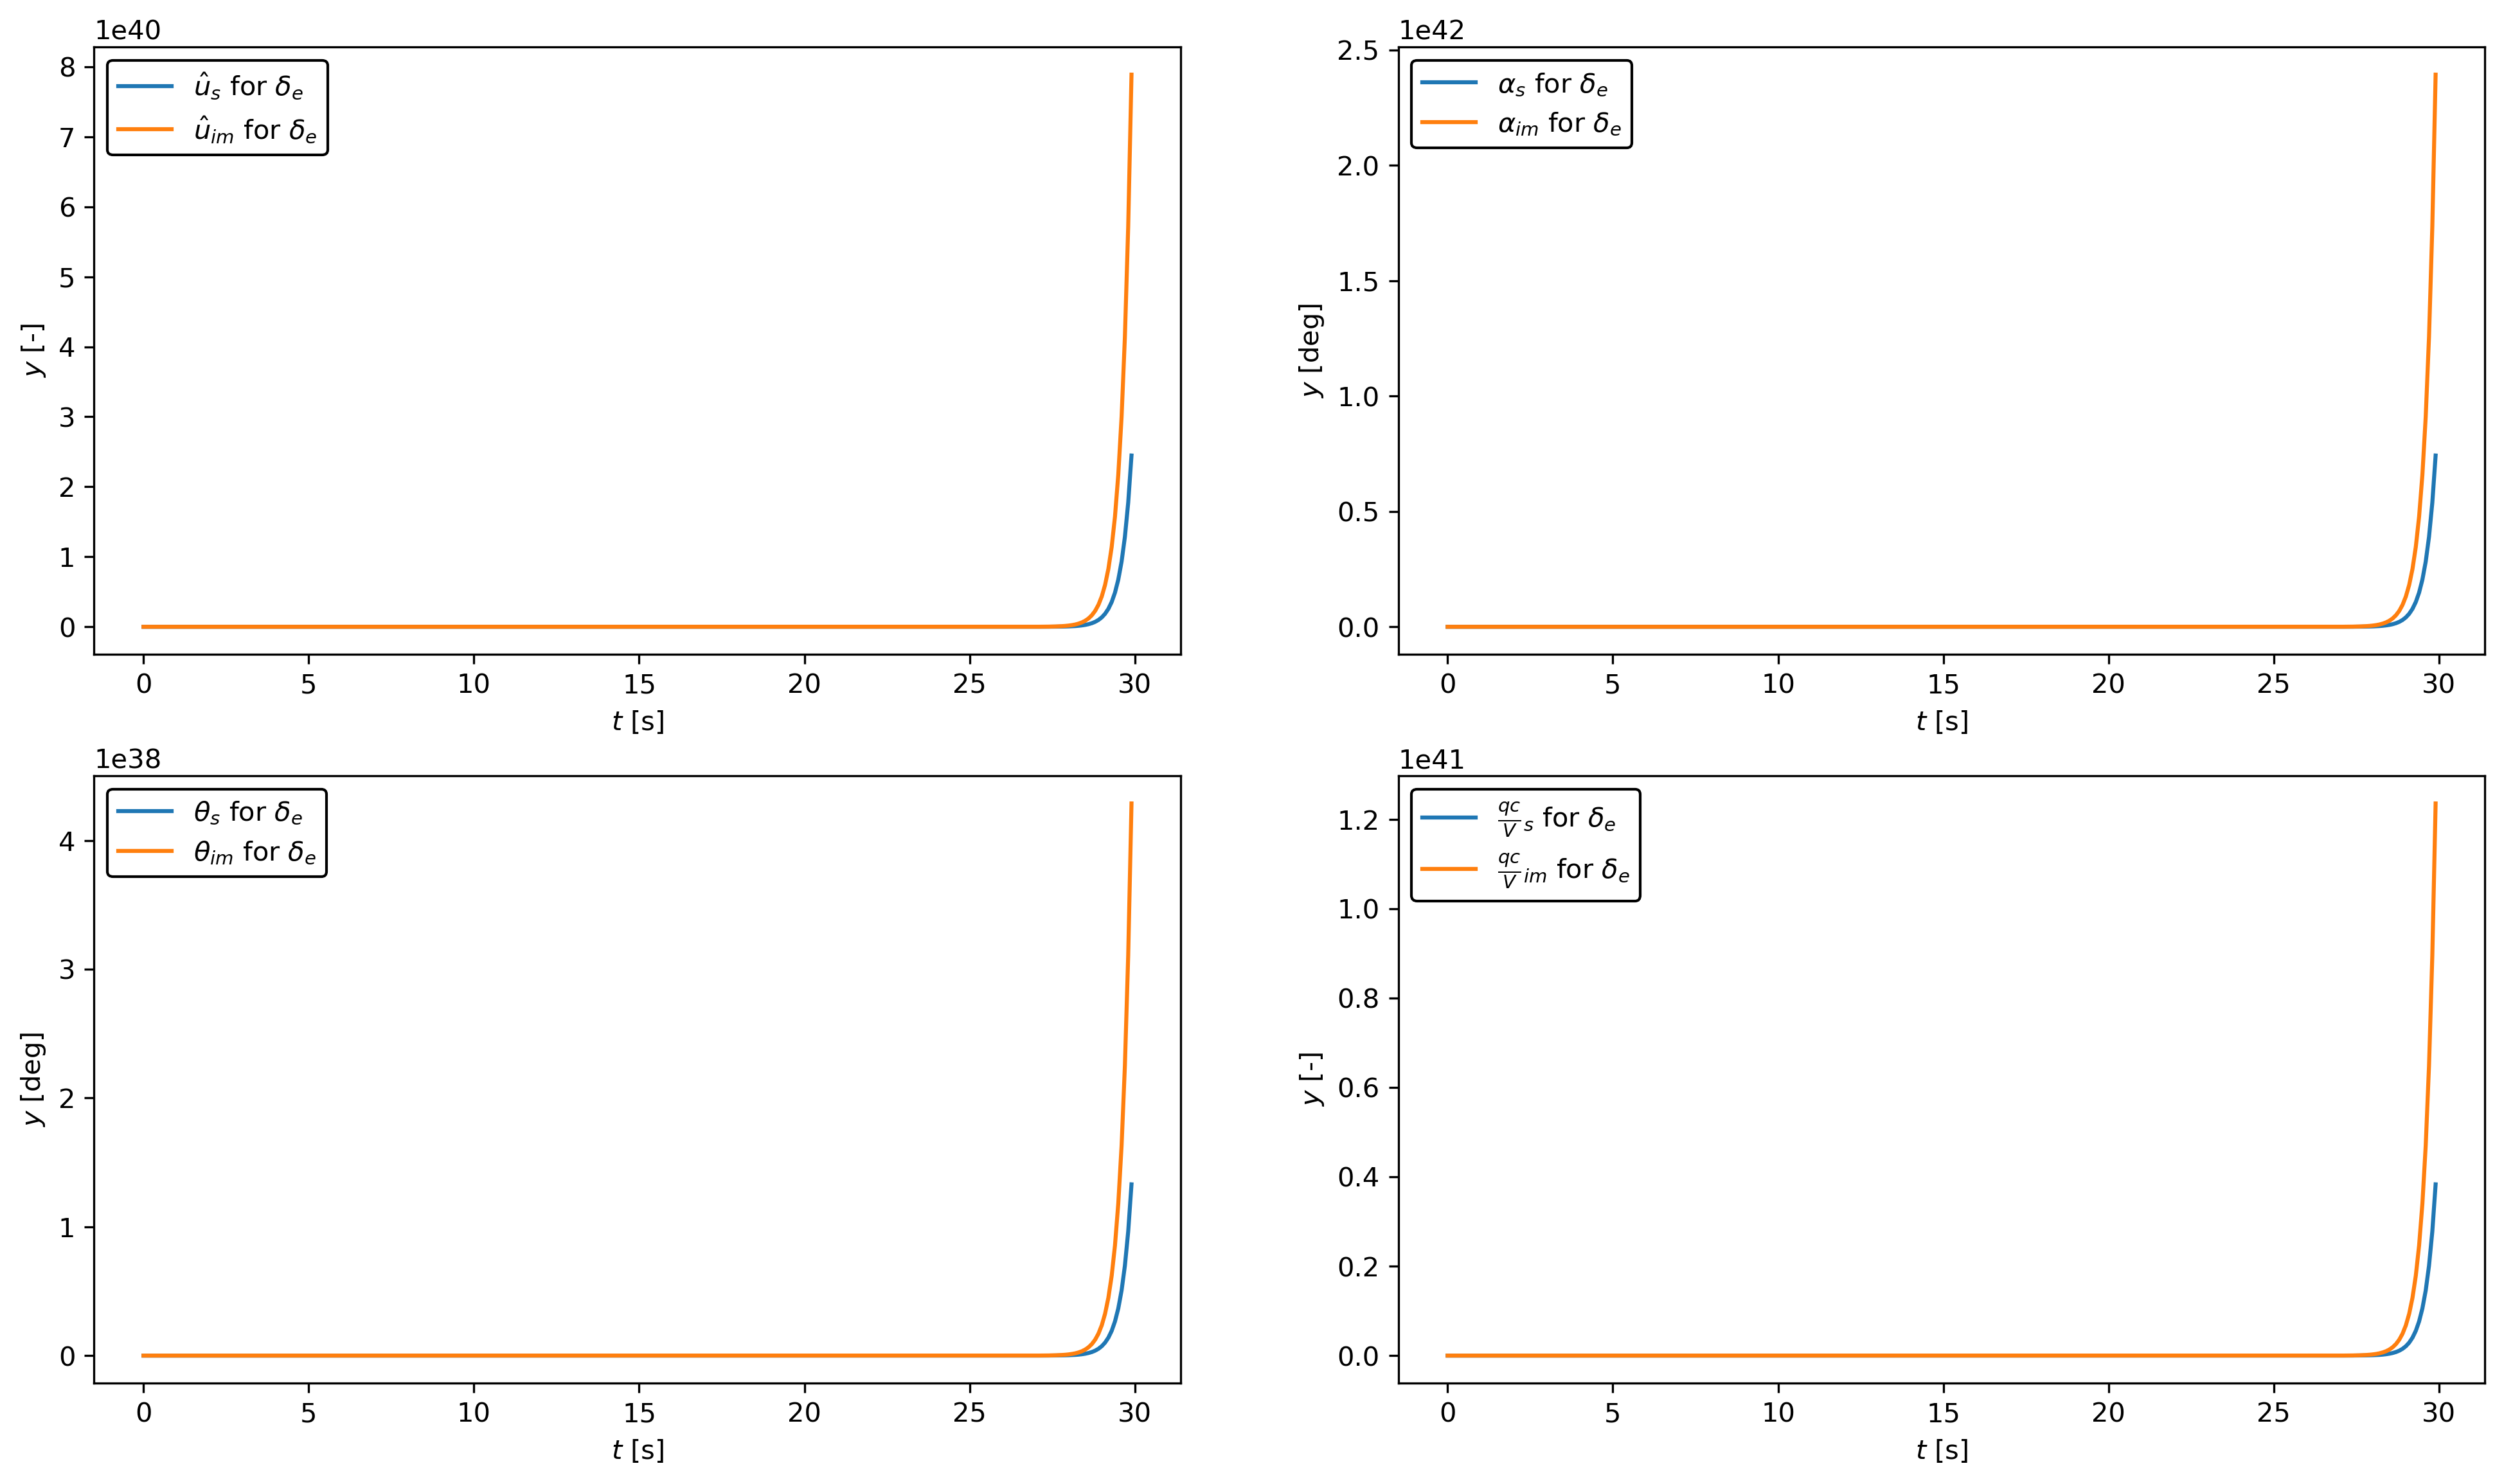 1e40
û_s for δ_e
û_im for δ_e
8
7
6
5
4
3
2
1
0
y [-]
0 5 10 15 20 25 30
t [s]
1e42
α_s for δ_e
α_im for δ_e
2.5
2.0
1.5
1.0
0.5
0.0
y [deg]
0 5 10 15 20 25 30
t [s]
1e38
θ_s for δ_e
θ_im for δ_e
4
3
2
1
0
y [deg]
0 5 10 15 20 25 30
t [s]
1e41
qc/V_s for δ_e
qc/V_im for δ_e
1.2
1.0
0.8
0.6
0.4
0.2
0.0
y [-]
0 5 10 15 20 25 30
t [s]